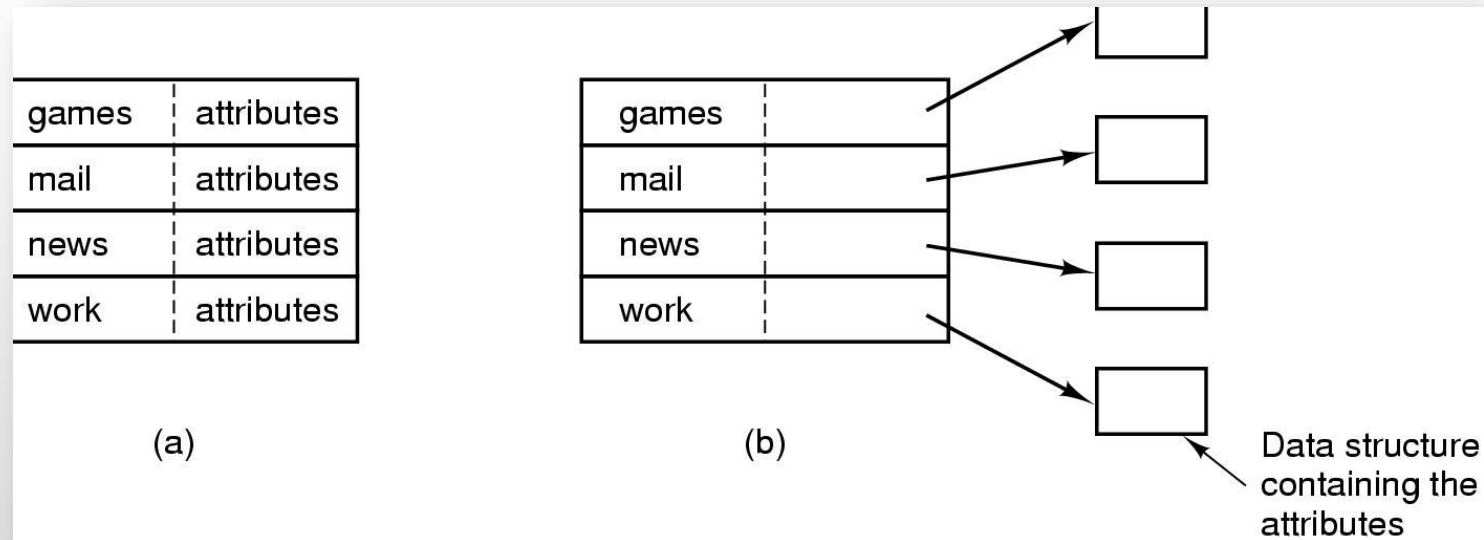 games attributes
mail attributes
news attributes
work attributes
(a)
games
mail
news
work
(b)
Data structure
containing the
attributes